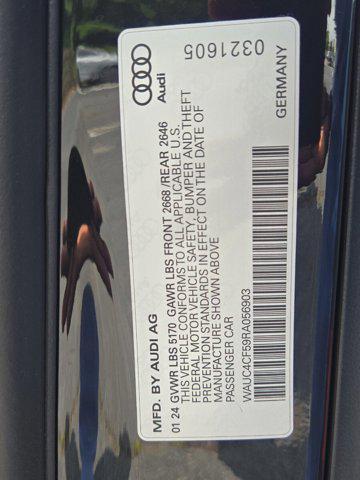 Audi
0321605
MFD. BY AUDI AG
01 24 GVWR LBS 5170 GAWR LBS FRONT 2668 /REAR 2646
THIS VEHICLE CONFORMS TO ALL APPLICABLE U.S.
FEDERAL MOTOR VEHICLE SAFETY, BUMPER AND THEFT
PREVENTION STANDARDS IN EFFECT ON THE DATE OF
MANUFACTURE SHOWN ABOVE
PASSENGER CAR
WAUC4CF59RA056903
GERMANY